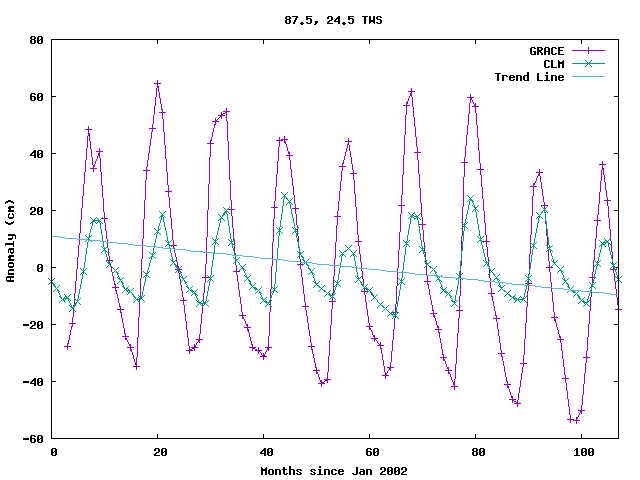 87.5, 24.5 TWS
GRACE
CLM
Trend Line
80
60
40
20
0
-20
-40
-60
Anomaly (cm)
0 20 40 60 80 100
Months since Jan 2002